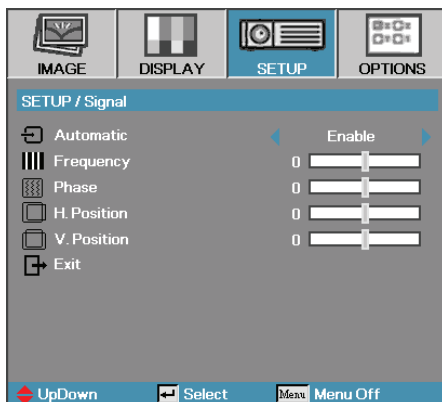 IMAGE DISPLAY SETUP OPTIONS
SETUP / Signal
Automatic Enable
Frequency 0
Phase 0
H. Position 0
V. Position 0
Exit
UpDown Select Menu Menu Off